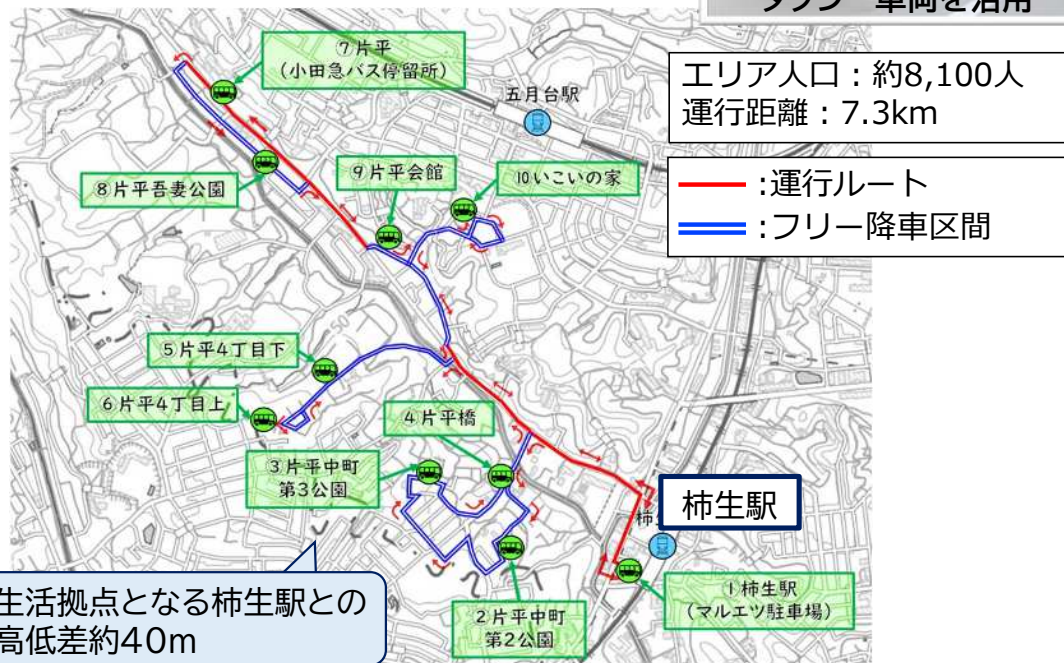 タクシー車両を活用
エリア人口：約8,100人
運行距離：7.3km
:運行ルート
:フリー降車区間
⑦片平
（小田急バス停留所）
五月台駅
⑧片平吾妻公園
⑨片平会館
⑩いこいの家
50
⑤片平4丁目下
⑥片平4丁目上
④片平橋
③片平中町
第3公園
柿生駅
柿
①柿生駅
（マルエツ駐車場）
②片平中町
第2公園
生活拠点となる柿生駅との
高低差約40m